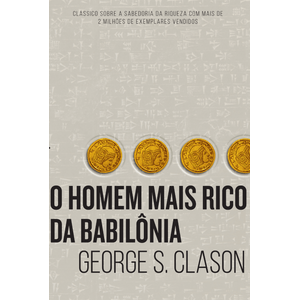 CLÁSSICO SOBRE A SABEDORIA DA RIQUEZA COM MAIS DE
2 MILHÕES DE EXEMPLARES VENDIDOS
O HOMEM MAIS RICO
DA BABILÔNIA
GEORGE S. CLASON